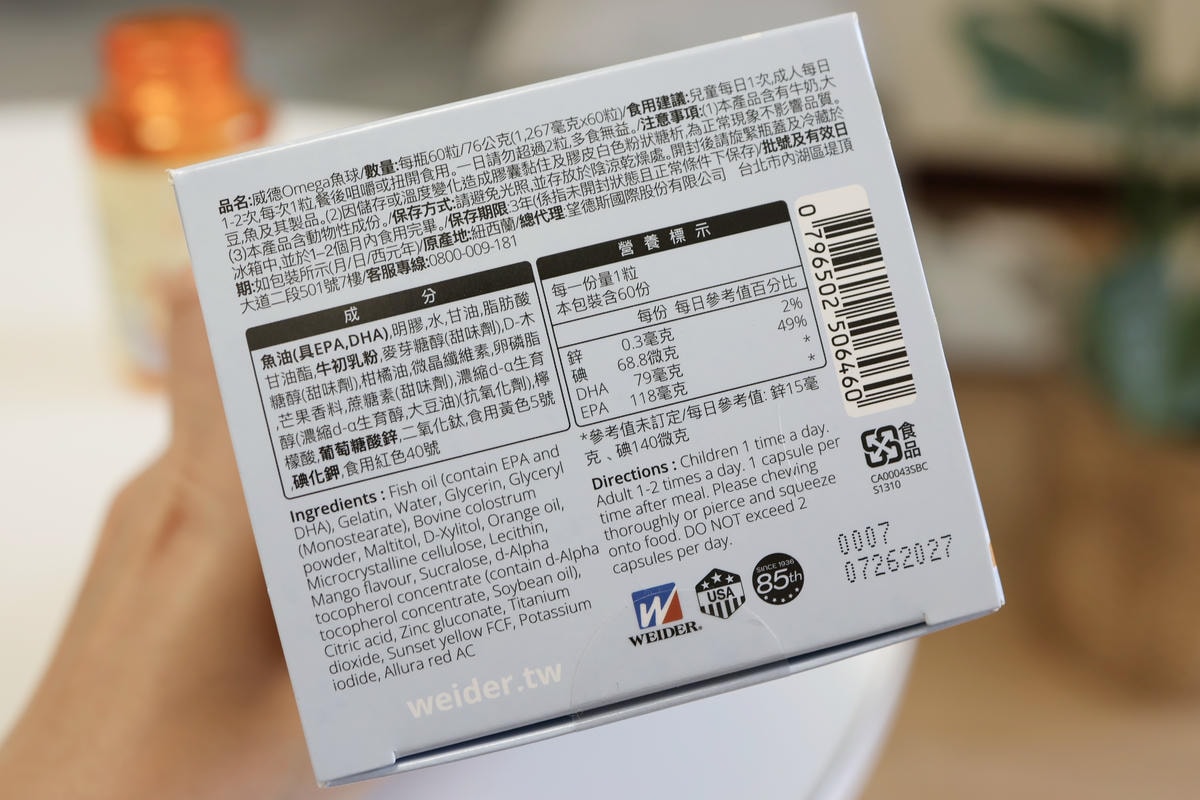 品名:威德Omega魚球/數量:每瓶60粒/76公克(1,267毫克x60粒)/食用建議:兒童每日1次,成人每日
1-2次,每次1粒,餐後咀嚼或扭開食用。一日請勿超過2粒,多食無益。/注意事項:(1)本產品含有牛奶,大
豆,魚及其製品。(2)因儲存或溫度變化造成膠囊黏住及膠皮白色粉狀糖析,為正常現象不影響品質。
(3)本產品含動物性成份。/保存方式:請避免光照,並存放於陰涼乾燥處。開封後請旋緊瓶蓋及冷藏於
冰箱中,並於1-2個月內食用完畢。/保存期限:3年(係指未開封狀態且正常條件下保存)/批號及有效日
期:如包裝所示(月/日/西元年)/原產地:紐西蘭/總代理:望德斯國際股份有限公司 台北市內湖區堤頂
大道二段501號7樓/客服專線:0800-009-181
成分
魚油(具EPA,DHA),明膠,水,甘油,脂肪酸
甘油酯,牛初乳粉,麥芽糖醇(甜味劑),D-木
糖醇(甜味劑),柑橘油,微晶纖維素,卵磷脂
,芒果香料,蔗糖素(甜味劑),濃縮d-α生育
醇(濃縮d-α生育醇,大豆油)(抗氧化劑),檸
檬酸,葡萄糖酸鋅,二氧化鈦,食用黃色5號
,碘化鉀,食用紅色40號
Ingredients : Fish oil (contain EPA and
DHA), Gelatin, Water, Glycerin, Glyceryl
(Monostearate), Bovine colostrum
powder, Maltitol, D-Xylitol, Orange oil,
Microcrystalline cellulose, Lecithin,
Mango flavour, Sucralose, d-Alpha
tocopherol concentrate (contain d-Alpha
tocopherol concentrate, Soybean oil),
Citric acid, Zinc gluconate, Titanium
dioxide, Sunset yellow FCF, Potassium
iodide, Allura red AC
weider.tw
營養標示
每一份量1粒
本包裝含60份
每份 每日參考值百分比
鋅 0.3毫克 2%
碘 68.8微克 49%
DHA 79毫克 *
EPA 118毫克 *
*參考值未訂定/每日參考值: 鋅15毫
克、碘140微克
Directions : Children 1 time a day.
Adult 1-2 times a day. 1 capsule per
time after meal. Please chewing
thoroughly or pierce and squeeze
onto food. DO NOT exceed 2
capsules per day.
WEIDER®
USA
SINCE 1936
85th
0 796502 506460
食品
CA00043SBC
S1310
0007
07262027